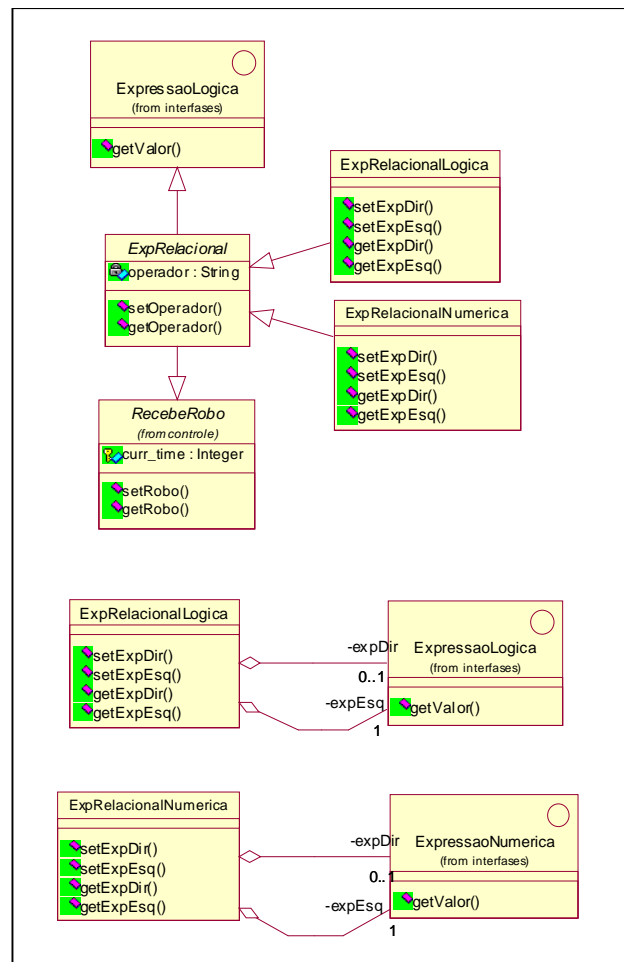 ExpressaoLogica
(from interfases)
getValor()
ExpRelacionalLogica
setExpDir()
setExpEsq()
getExpDir()
getExpEsq()
ExpRelacional
operador : String
setOperador()
getOperador()
ExpRelacionalNumerica
setExpDir()
setExpEsq()
getExpDir()
getExpEsq()
RecebeRobo
(from controle)
curr_time : Integer
setRobo()
getRobo()
ExpRelacionalLogica
setExpDir()
setExpEsq()
getExpDir()
getExpEsq()
-expDir
0..1
-expEsq
1
ExpressaoLogica
(from interfases)
getValor()
ExpRelacionalNumerica
setExpDir()
setExpEsq()
getExpDir()
getExpEsq()
-expDir
0..1
-expEsq
1
ExpressaoNumerica
(from interfases)
getValor()